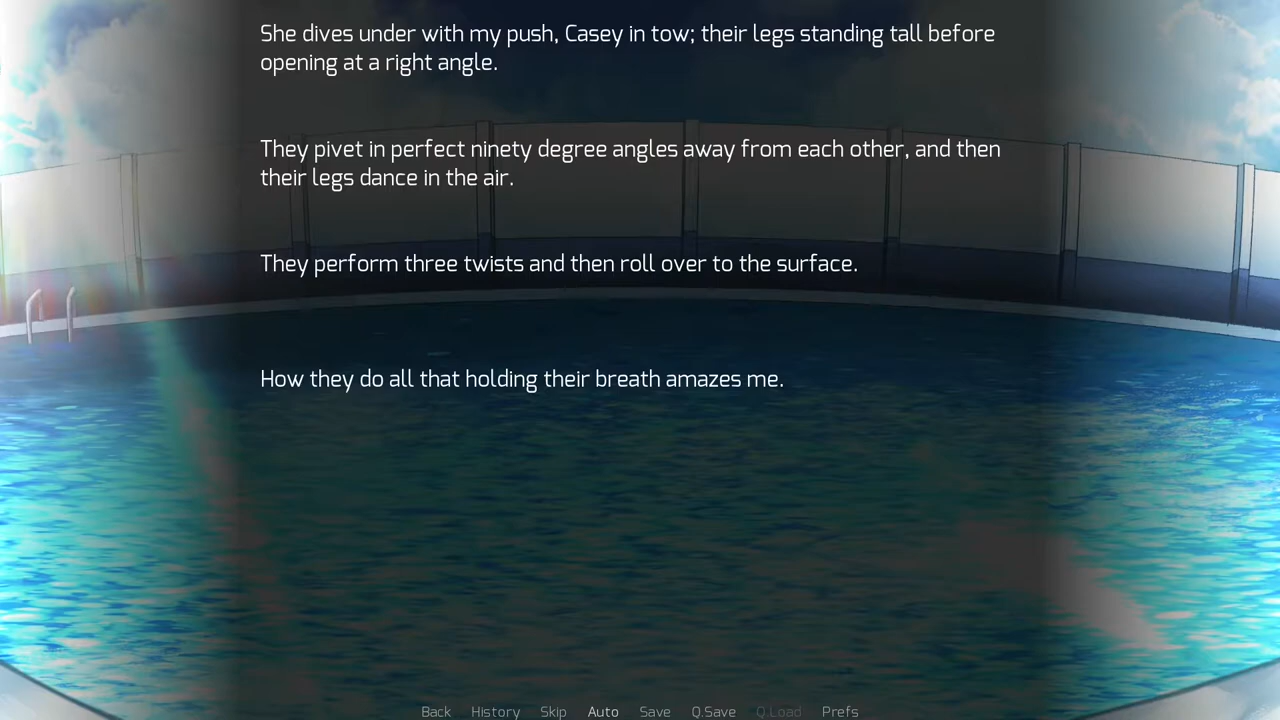 She dives under with my push, Casey in tow; their legs standing tall before
opening at a right angle.
They pivet in perfect ninety degree angles away from each other, and then
their legs dance in the air.
They perform three twists and then roll over to the surface.
How they do all that holding their breath amazes me.
Back History Skip Auto Save Q.Save Q.Load Prefs